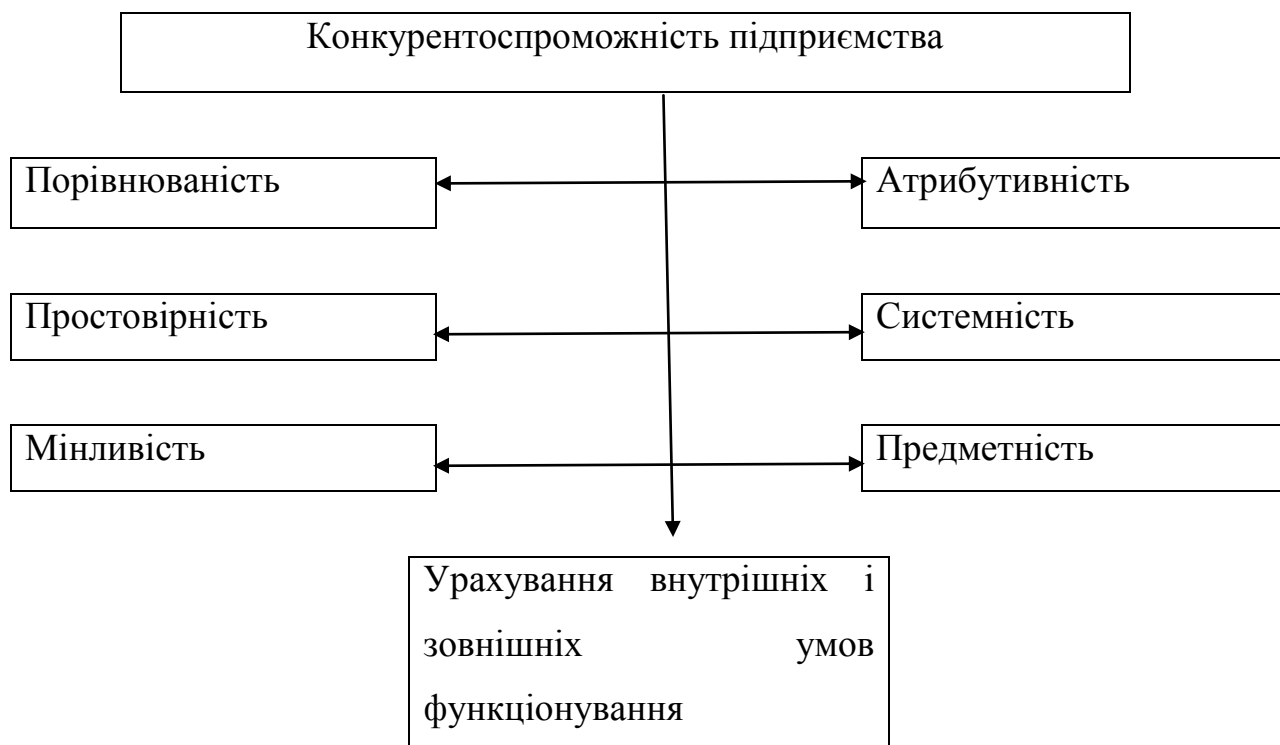 Конкурентоспроможність підприємства
Порівнюваність
Атрибутивність
Простовірність
Системність
Мінливість
Предметність
Урахування внутрішніх і
зовнішніх умов
функціонування